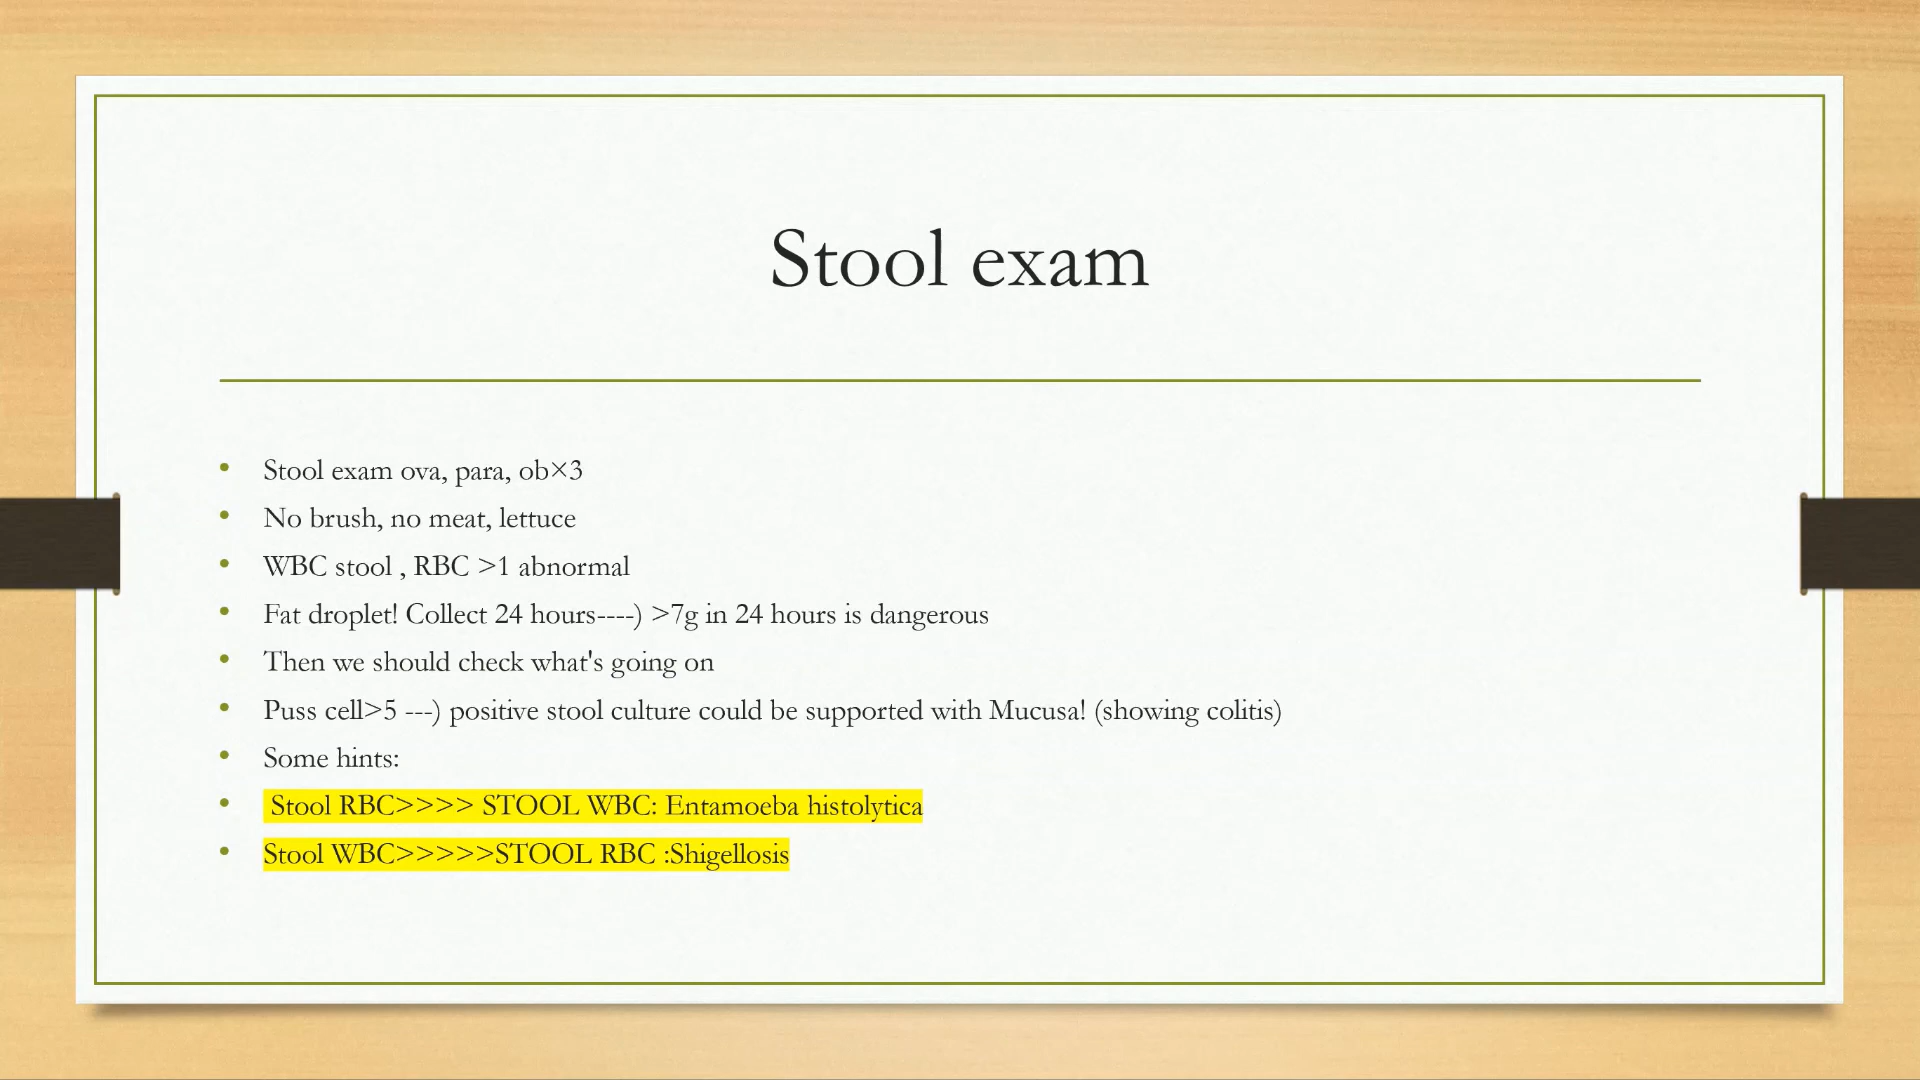 Stool exam
• Stool exam ova, para, ob×3
• No brush, no meat, lettuce
• WBC stool , RBC >1 abnormal
• Fat droplet! Collect 24 hours----) >7g in 24 hours is dangerous
• Then we should check what's going on
• Puss cell>5 ---) positive stool culture could be supported with Mucusa! (showing colitis)
• Some hints:
• Stool RBC>>>> STOOL WBC: Entamoeba histolytica
• Stool WBC>>>>>STOOL RBC :Shigellosis